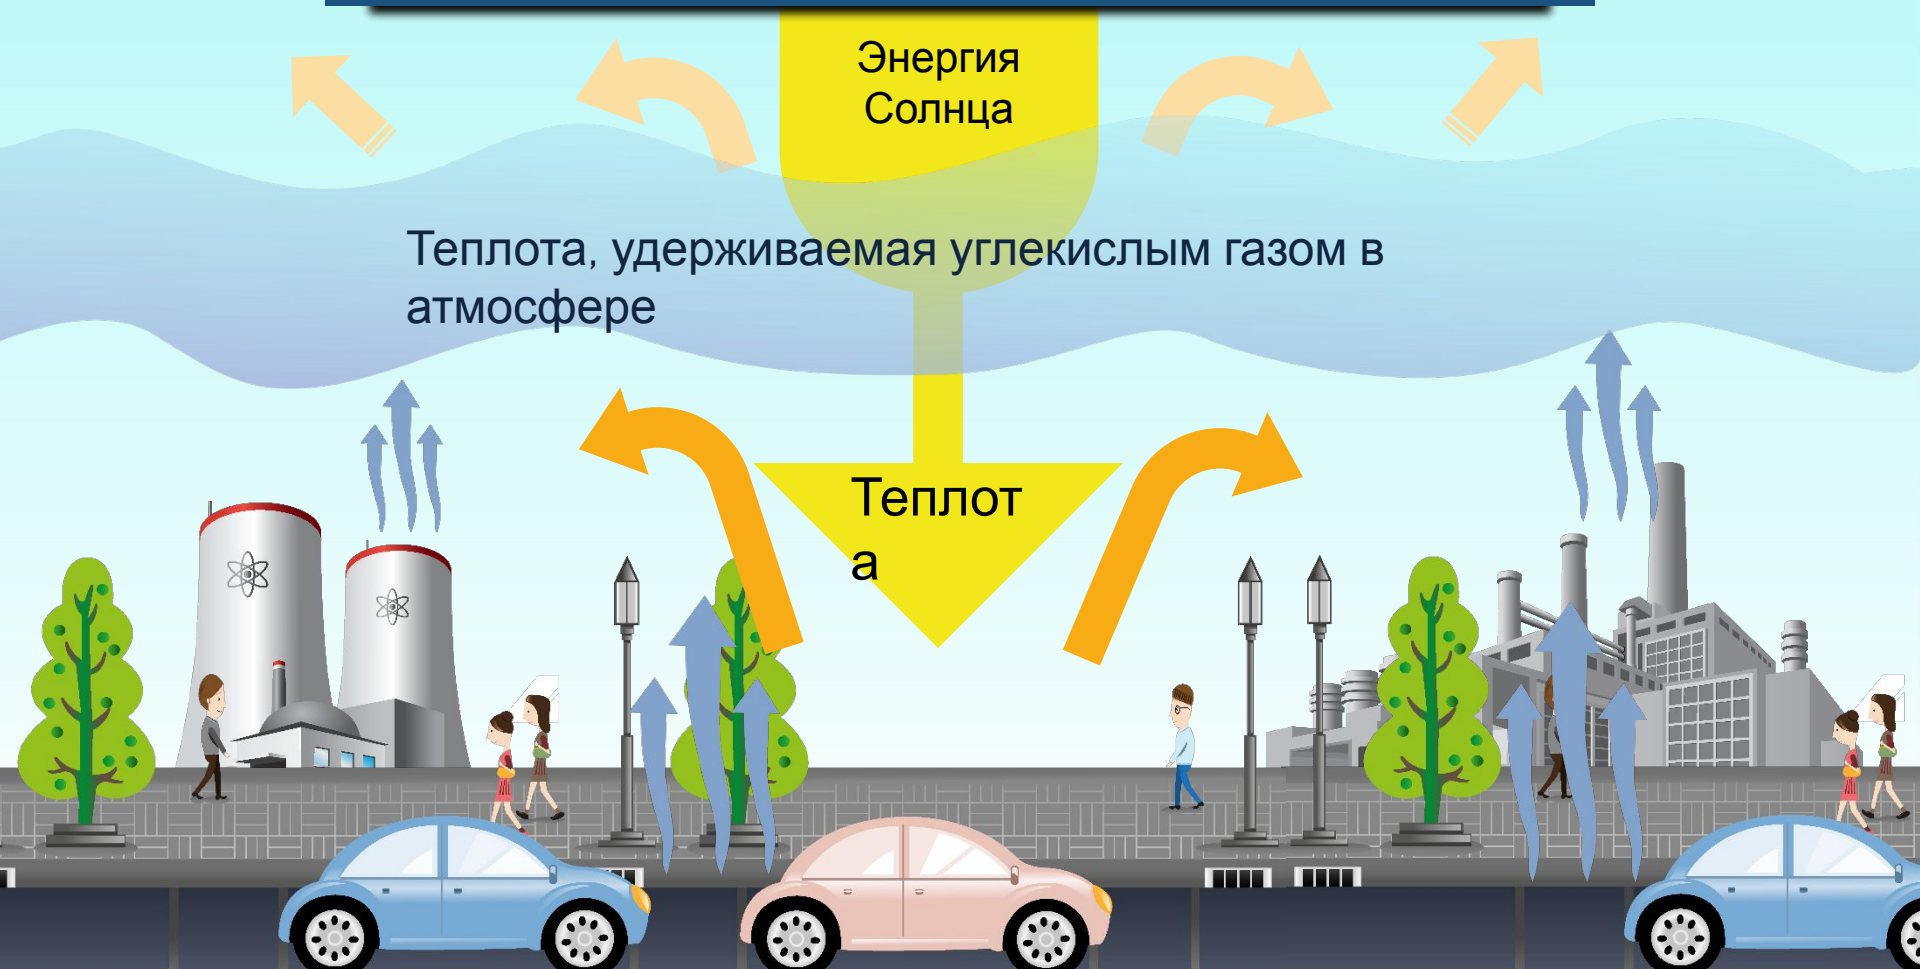 Энергия
Солнца
Теплота, удерживаемая углекислым газом в
атмосфере
Теплот
а